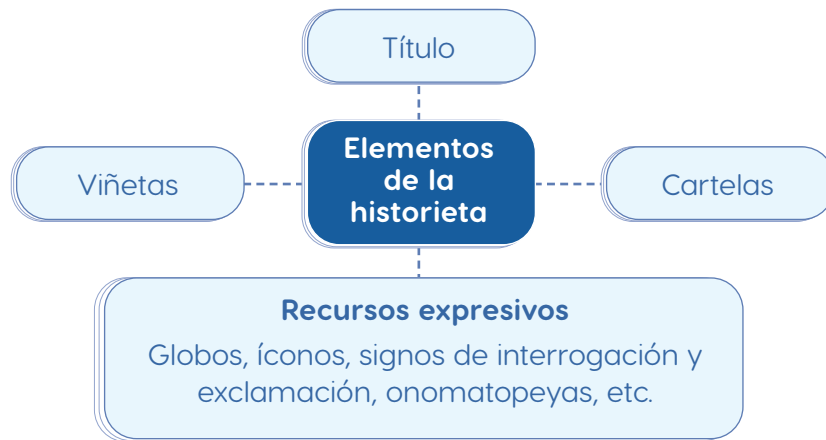 Título
Elementos
de la
historieta
Viñetas
Cartelas
Recursos expresivos
Globos, íconos, signos de interrogación y
exclamación, onomatopeyas, etc.